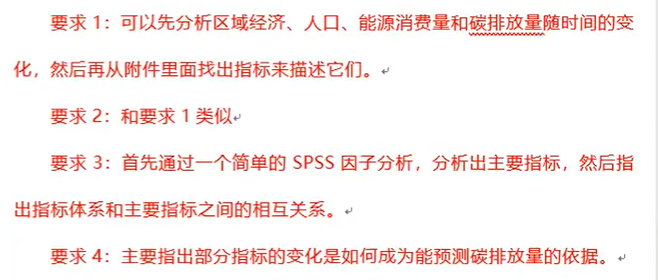 要求 1：可以先分析区域经济、人口、能源消费量和碳排放量随时间的变
化，然后再从附件里面找出指标来描述它们。
要求 2：和要求 1 类似
要求 3：首先通过一个简单的 SPSS 因子分析，分析出主要指标，然后指
出指标体系和主要指标之间的相互关系。
要求 4：主要指出部分指标的变化是如何成为能预测碳排放量的依据。